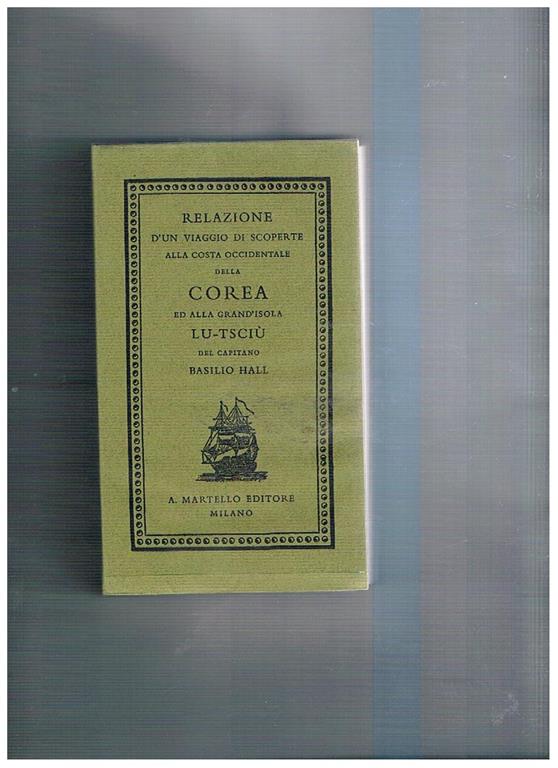 RELAZIONE
D'UN VIAGGIO DI SCOPERTE
ALLA COSTA OCCIDENTALE
DELLA
COREA
ED ALLA GRAND'ISOLA
LU-TSCIÙ
DEL CAPITANO
BASILIO HALL
A. MARTELLO EDITORE
MILANO